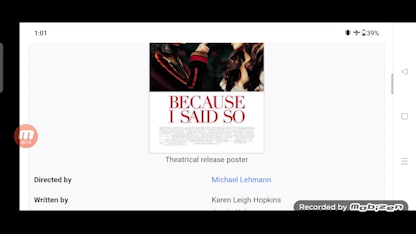 1:01
39%
BECAUSE
I SAID SO
Theatrical release poster
Directed by Michael Lehmann
Written by Karen Leigh Hopkins
Recorded by Mobizen